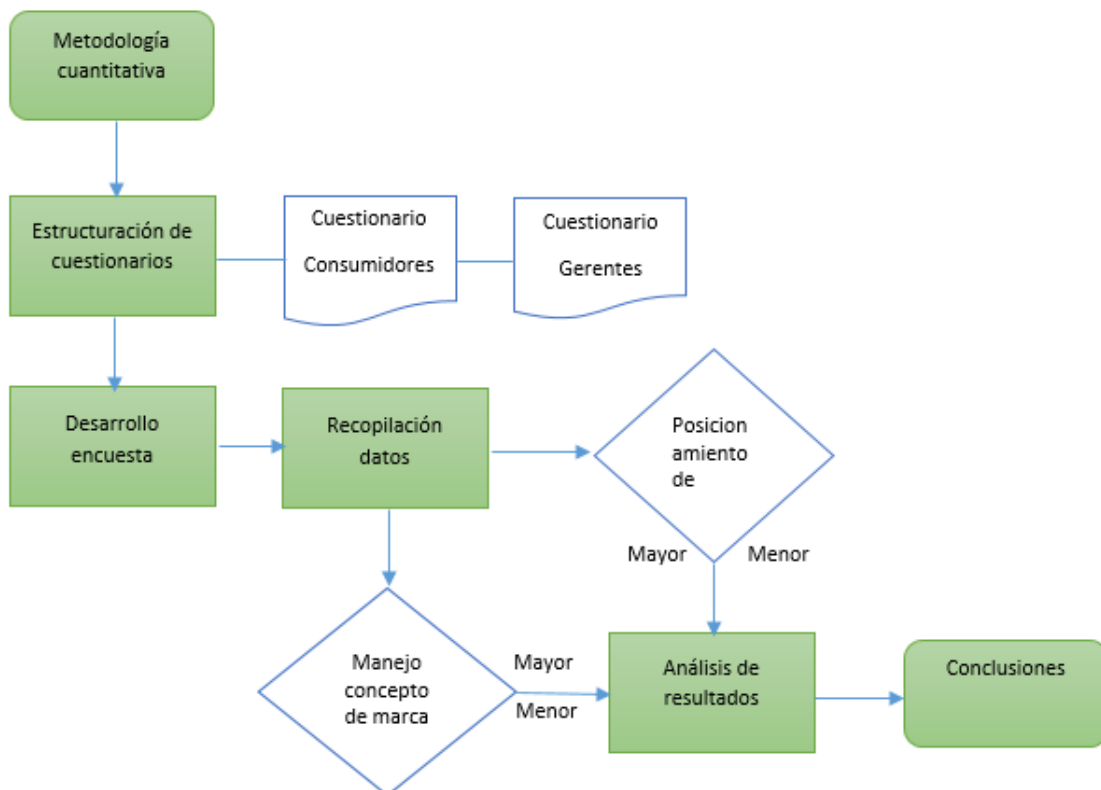 Metodología
cuantitativa
Estructuración de
cuestionarios
Cuestionario
Consumidores
Cuestionario
Gerentes
Desarrollo
encuesta
Recopilación
datos
Posicion
amiento
de
Mayor
Menor
Manejo
concepto
de marca
Mayor
Menor
Análisis de
resultados
Conclusiones